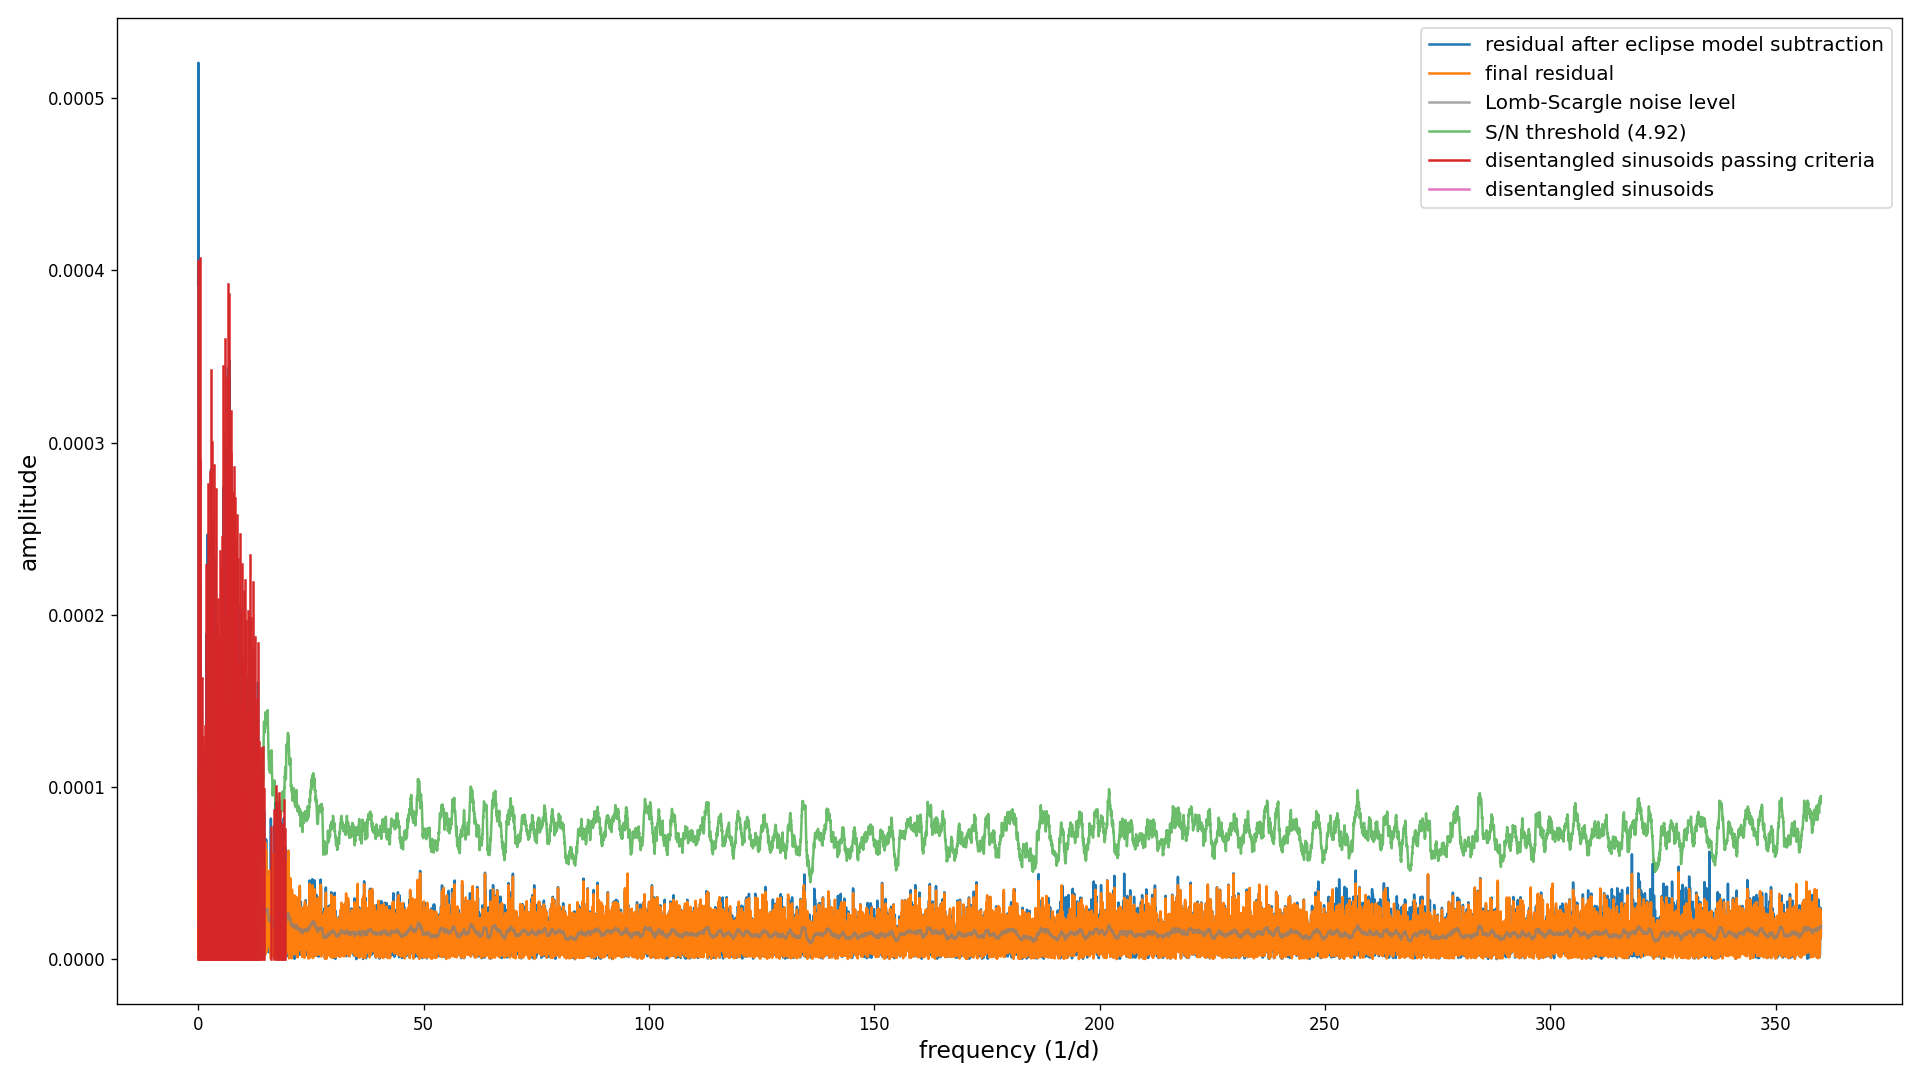 residual after eclipse model subtraction
final residual
Lomb-Scargle noise level
S/N threshold (4.92)
disentangled sinusoids passing criteria
disentangled sinusoids
0.0005
0.0004
0.0003
0.0002
0.0001
0.0000
amplitude
0 50 100 150 200 250 300 350
frequency (1/d)